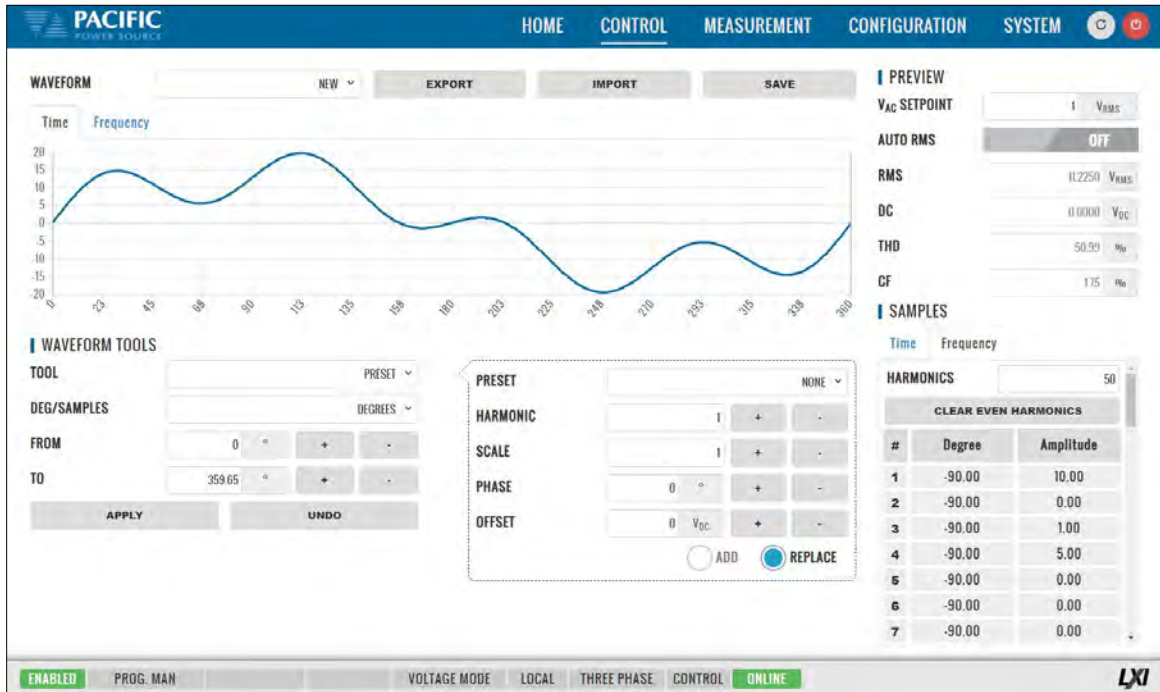 PACIFIC
POWER SOURCE
HOME CONTROL MEASUREMENT CONFIGURATION SYSTEM
WAVEFORM NEW EXPORT IMPORT SAVE
Time Frequency
20
15
10
5
0
-5
-10
-15
-20
0 23 45 68 90 113 135 158 180 203 225 248 270 293 315 338 360
WAVEFORM TOOLS
TOOL PRESET
DEG/SAMPLES DEGREES
FROM 0 ° + -
TO 359.65 ° + -
APPLY UNDO
PRESET NONE
HARMONIC 1 + -
SCALE 1 + -
PHASE 0 ° + -
OFFSET 0 VDC + -
ADD REPLACE
PREVIEW
VAC SETPOINT 1 VRMS
AUTO RMS OFF
RMS 11.2250 VRMS
DC 0.0000 VDC
THD 50.99 %
CF 175 %
SAMPLES
Time Frequency
HARMONICS 50
CLEAR EVEN HARMONICS
# Degree Amplitude
1 -90.00 10.00
2 -90.00 0.00
3 -90.00 1.00
4 -90.00 5.00
5 -90.00 0.00
6 -90.00 0.00
7 -90.00 0.00
ENABLED PROG. MAN VOLTAGE MODE LOCAL THREE PHASE CONTROL ONLINE LXI